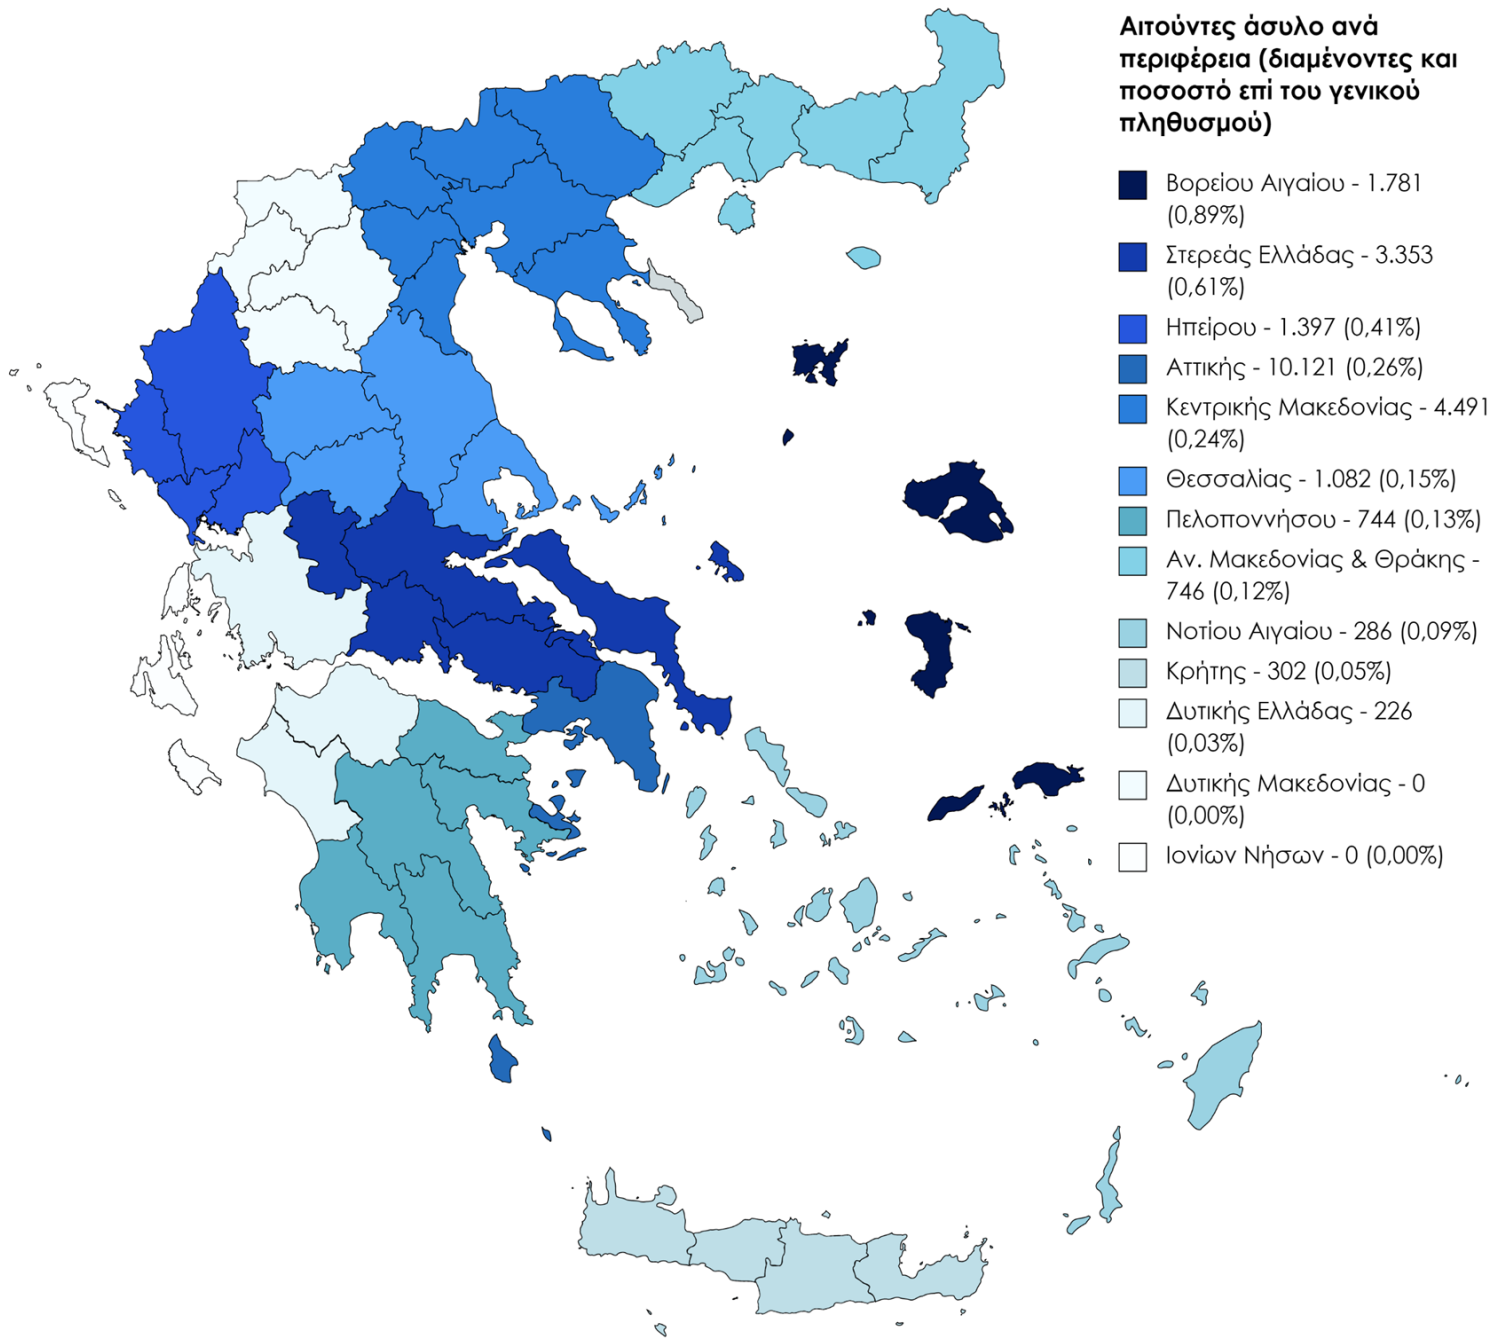 Αιτούντες άσυλο ανά
περιφέρεια (διαμένοντες και
ποσοστό επί του γενικού
πληθυσμού)
Βορείου Αιγαίου - 1.781
(0,89%)
Στερεάς Ελλάδας - 3.353
(0,61%)
Ηπείρου - 1.397 (0,41%)
Αττικής - 10.121 (0,26%)
Κεντρικής Μακεδονίας - 4.491
(0,24%)
Θεσσαλίας - 1.082 (0,15%)
Πελοποννήσου - 744 (0,13%)
Αν. Μακεδονίας & Θράκης -
746 (0,12%)
Νοτίου Αιγαίου - 286 (0,09%)
Κρήτης - 302 (0,05%)
Δυτικής Ελλάδας - 226
(0,03%)
Δυτικής Μακεδονίας - 0
(0,00%)
Ιονίων Νήσων - 0 (0,00%)